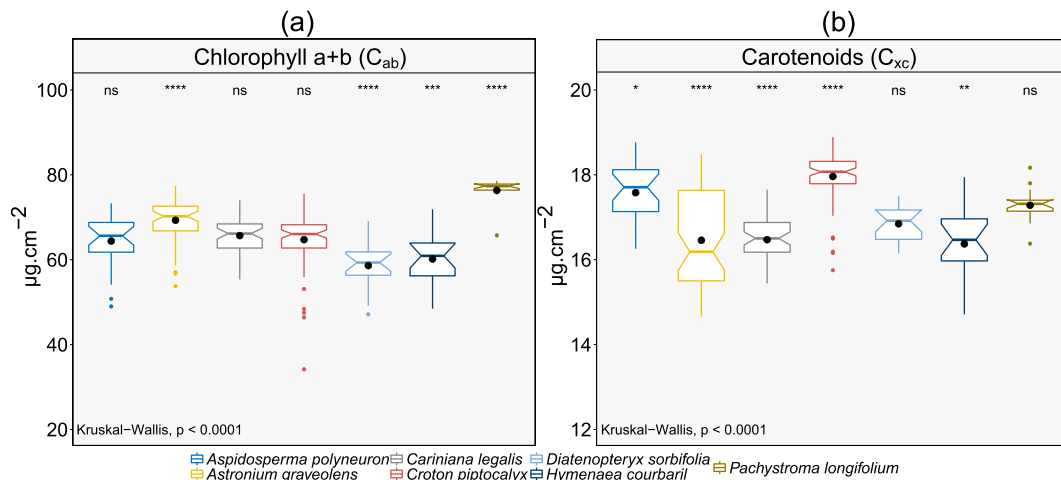 (a) (b)
Chlorophyll a+b (Cab) Carotenoids (Cxc)
ns **** ns ns **** *** **** * **** **** **** ns ** ns
100 20
80 18
60 16
40 14
20 12
µg.cm−2 µg.cm−2
Kruskal−Wallis, p < 0.0001 Kruskal−Wallis, p < 0.0001
Aspidosperma polyneuron Cariniana legalis Diatenopteryx sorbifolia Pachystroma longifolium
Astronium graveolens Croton piptocalyx Hymenaea courbaril